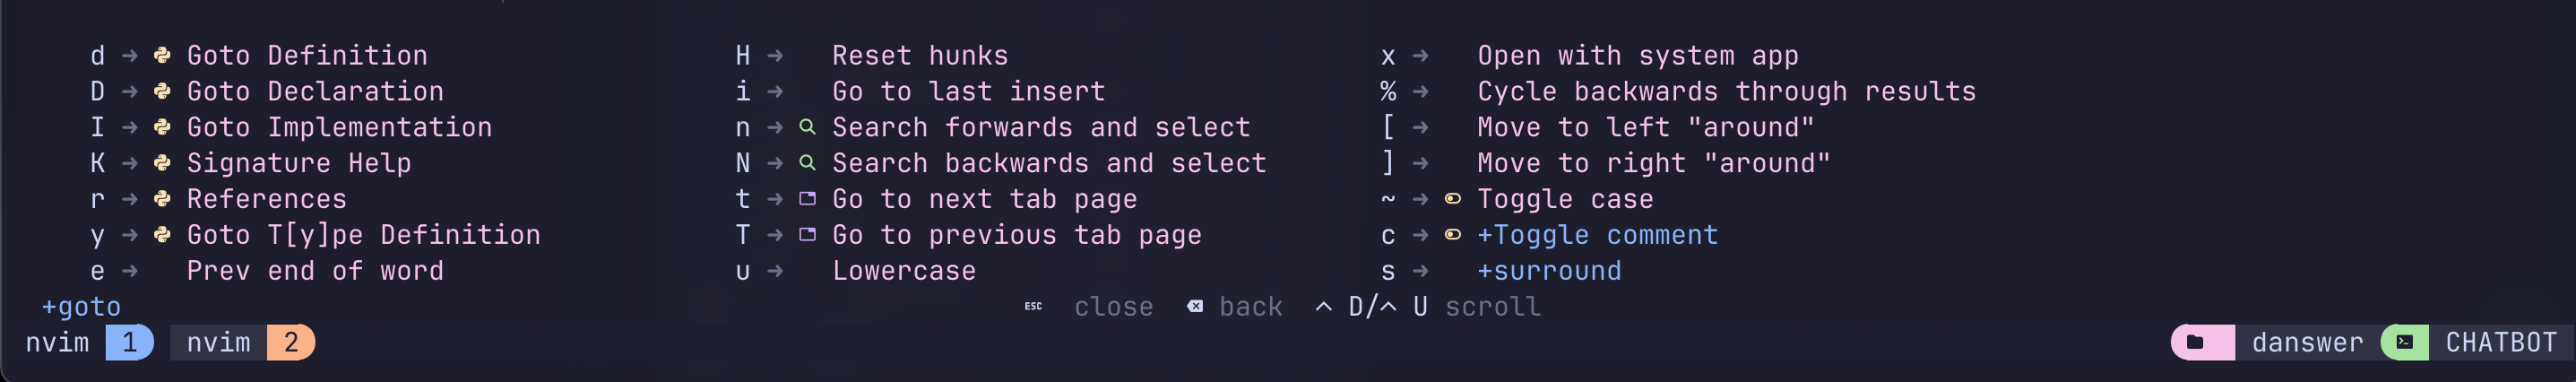 d → Goto Definition H → Reset hunks x → Open with system app
D → Goto Declaration i → Go to last insert % → Cycle backwards through results
I → Goto Implementation n → Search forwards and select [ → Move to left "around"
K → Signature Help N → Search backwards and select ] → Move to right "around"
r → References t → Go to next tab page ~ → Toggle case
y → Goto T[y]pe Definition T → Go to previous tab page c → +Toggle comment
e → Prev end of word u → Lowercase s → +surround
+goto ESC close back ^ D/^ U scroll
nvim 1 nvim 2 danswer CHATBOT